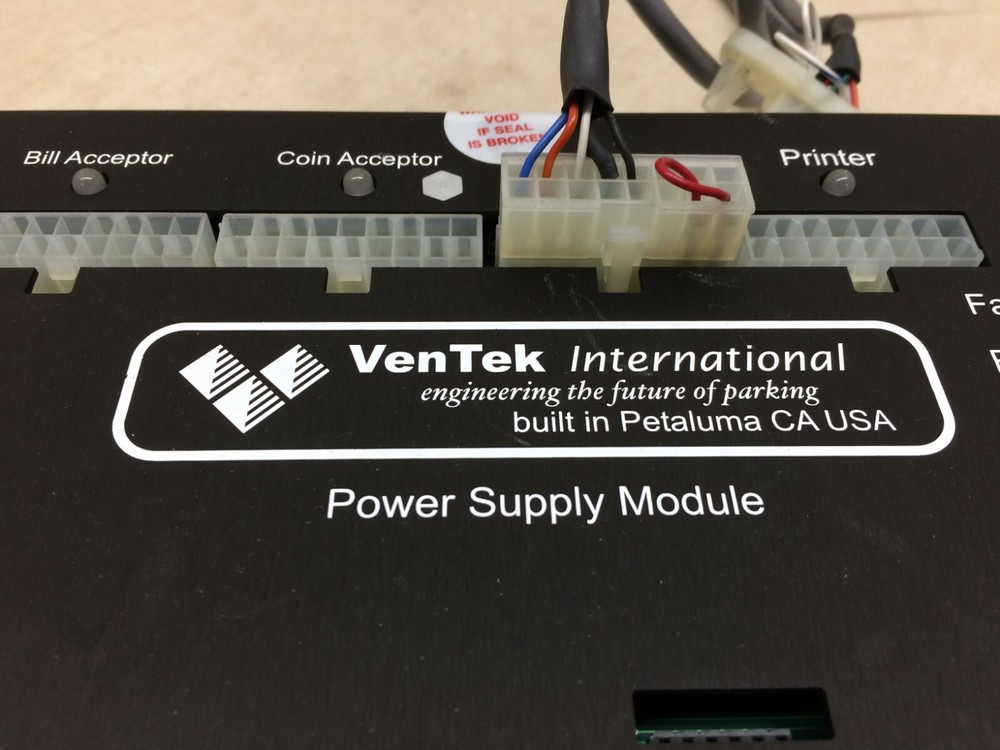 VOID
IF SEAL
IS BROKEN
Bill Acceptor
Coin Acceptor
Printer
VenTek International
engineering the future of parking
built in Petaluma CA USA
Power Supply Module